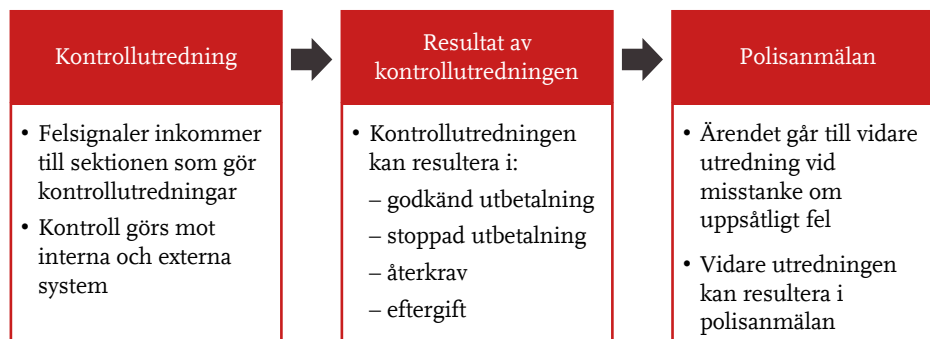 Kontrollutredning
• Felsignaler inkommer
till sektionen som gör
kontrollutredningar
• Kontroll görs mot
interna och externa
system
Resultat av
kontrollutredningen
• Kontrollutredningen
kan resultera i:
– godkänd utbetalning
– stoppad utbetalning
– återkrav
– eftergift
Polisanmälan
• Ärendet går till vidare
utredning vid
misstanke om
uppsåtligt fel
• Vidare utredningen
kan resultera i
polisanmälan